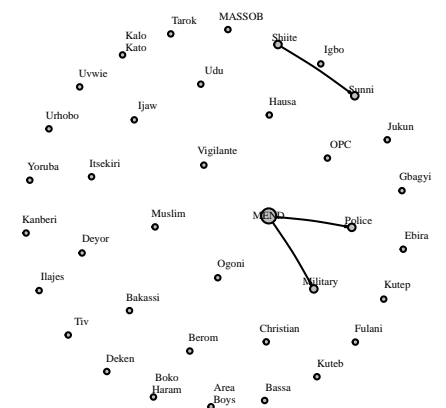 MASSOB
Tarok
Shiite
Kalo
Kato
Igbo
Uvwie
Udu
Sunni
Urhobo
Ijaw
Hausa
Jukun
OPC
Yoruba
Itsekiri
Vigilante
Gbagyi
Kanberi
Muslim
MEND
Police
Deyor
Ebira
Ogoni
Ilajes
Military
Kutep
Bakassi
Tiv
Berom
Christian
Fulani
Deken
Kuteb
Boko
Haram
Area
Boys
Bassa